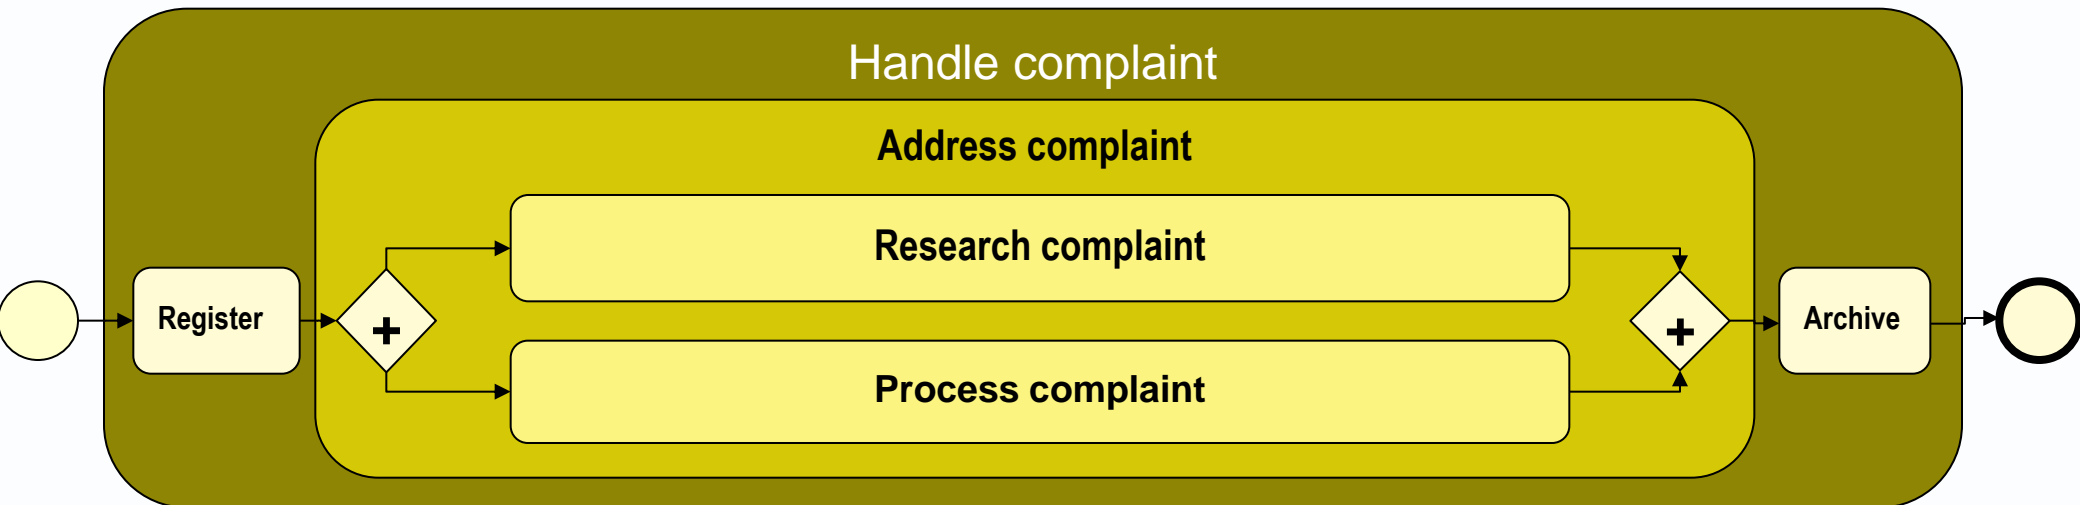 Handle complaint
Address complaint
Research complaint
Register
Archive
Process complaint